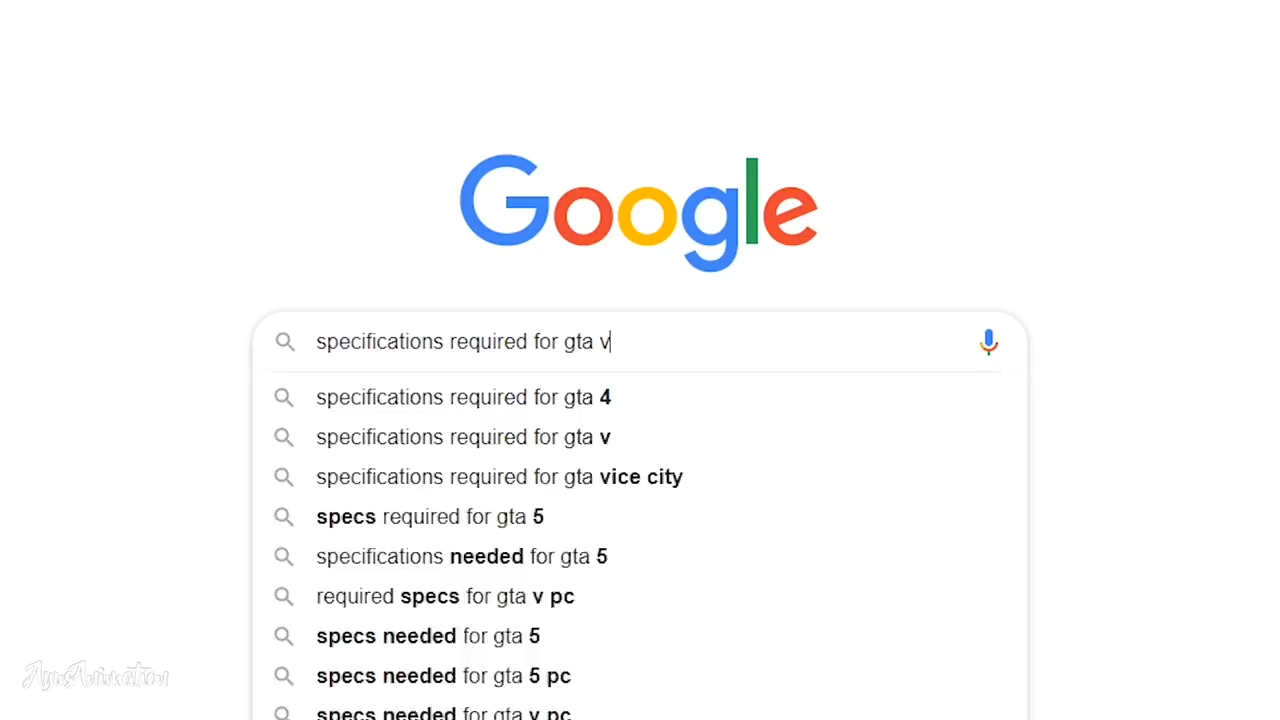 Google
specifications required for gta v
specifications required for gta 4
specifications required for gta v
specifications required for gta vice city
specs required for gta 5
specifications needed for gta 5
required specs for gta v pc
specs needed for gta 5
specs needed for gta 5 pc
specs needed for gta v pc
AyusAnimation